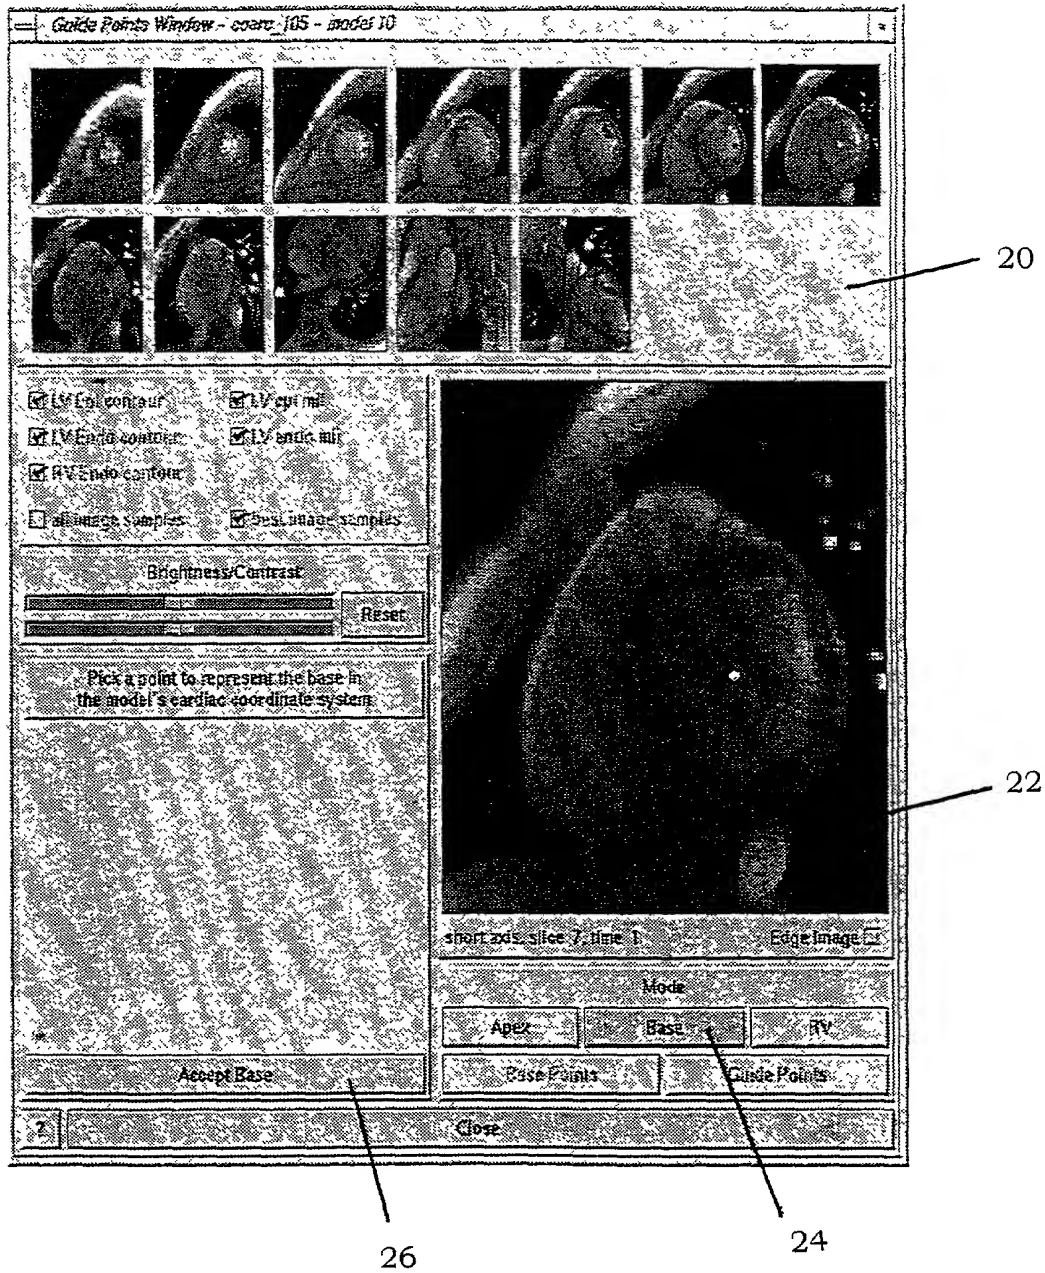 Guide Points Window - coarc_105 - model 10
20
LV Epi contour
LV epi mit
LV Endo contour
LV endo mit
RV Endo contour
all image samples
best image samples
Brightness/Contrast
Reset
Pick a point to represent the base in
the model's cardiac coordinate system
22
short axis, slice 7, time 1
Edge Image
Mode
Apex
Base
RV
Accept Base
Base Points
Guide Points
?
Close
24
26